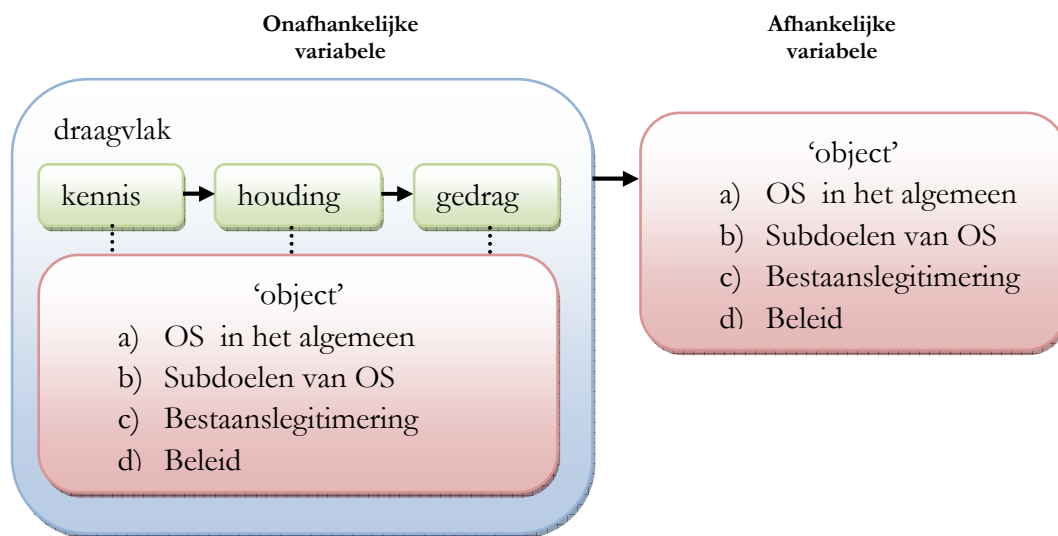 Onafhankelijke
variabele
Afhankelijke
variabele
draagvlak
kennis
houding
gedrag
‘object’
a) OS in het algemeen
b) Subdoelen van OS
c) Bestaanslegitimering
d) Beleid
‘object’
a) OS in het algemeen
b) Subdoelen van OS
c) Bestaanslegitimering
d) Beleid